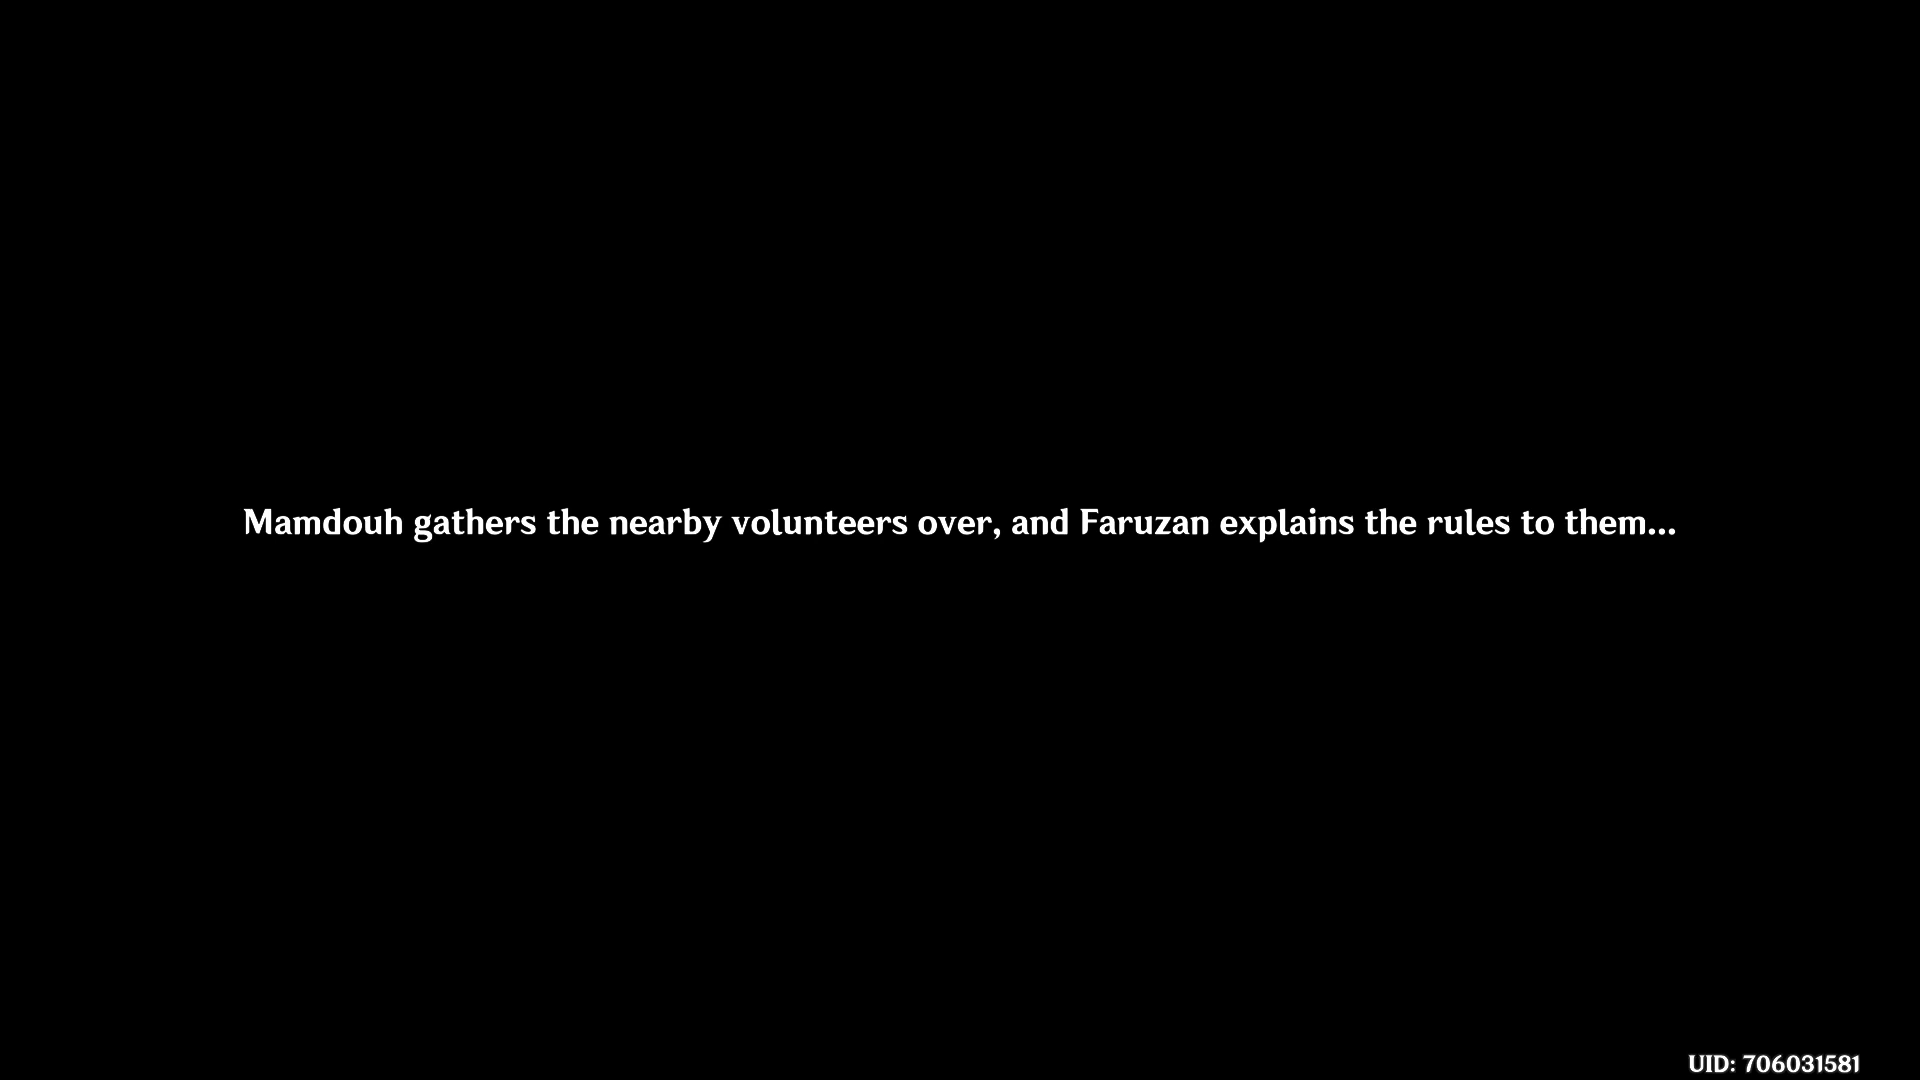 Mamdouh gathers the nearby volunteers over, and Faruzan explains the rules to them...
UID: 706031581